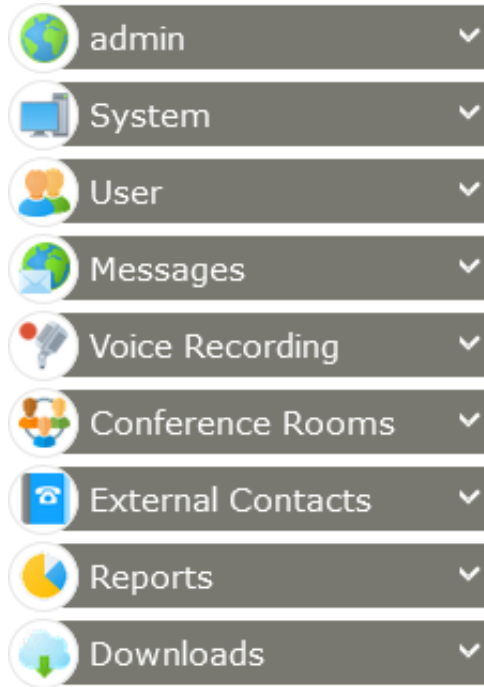 admin
System
User
Messages
Voice Recording
Conference Rooms
External Contacts
Reports
Downloads